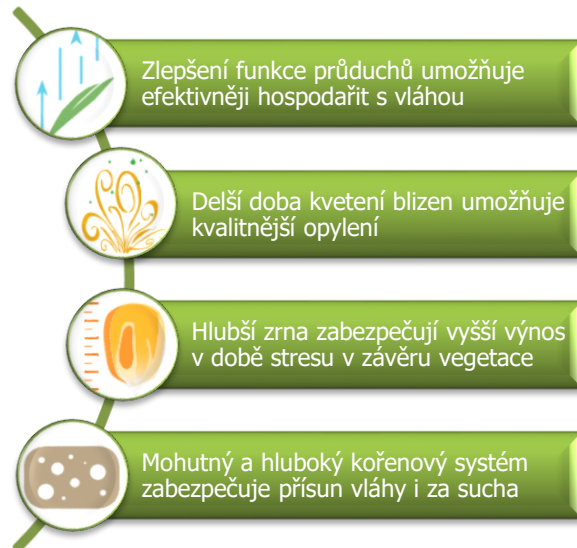 Zlepšení funkce průduchů umožňuje
efektivněji hospodařit s vláhou
Delší doba kvetení blizen umožňuje
kvalitnější opylení
Hlubší zrna zabezpečují vyšší výnos
v době stresu v závěru vegetace
Mohutný a hluboký kořenový systém
zabezpečuje přísun vláhy i za sucha